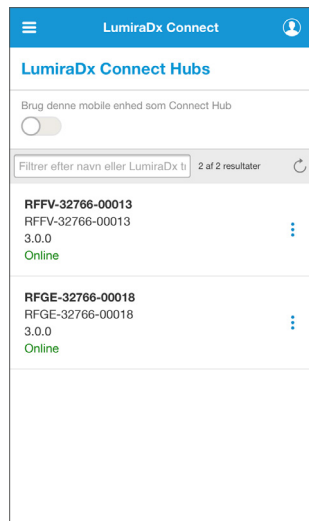 LumiraDx Connect
LumiraDx Connect Hubs
Brug denne mobile enhed som Connect Hub
Filtrer efter navn eller LumiraDx
2 af 2 resultater
RFFV-32766-00013
RFFV-32766-00013
3.0.0
Online
RFGE-32766-00018
RFGE-32766-00018
3.0.0
Online